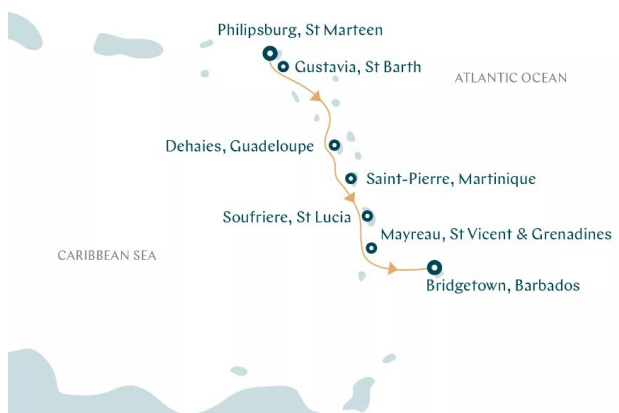 Philipsburg, St Marteen
Gustavia, St Barth
ATLANTIC OCEAN
Dehaies, Guadeloupe
Saint-Pierre, Martinique
Soufriere, St Lucia
Mayreau, St Vicent & Grenadines
CARIBBEAN SEA
Bridgetown, Barbados